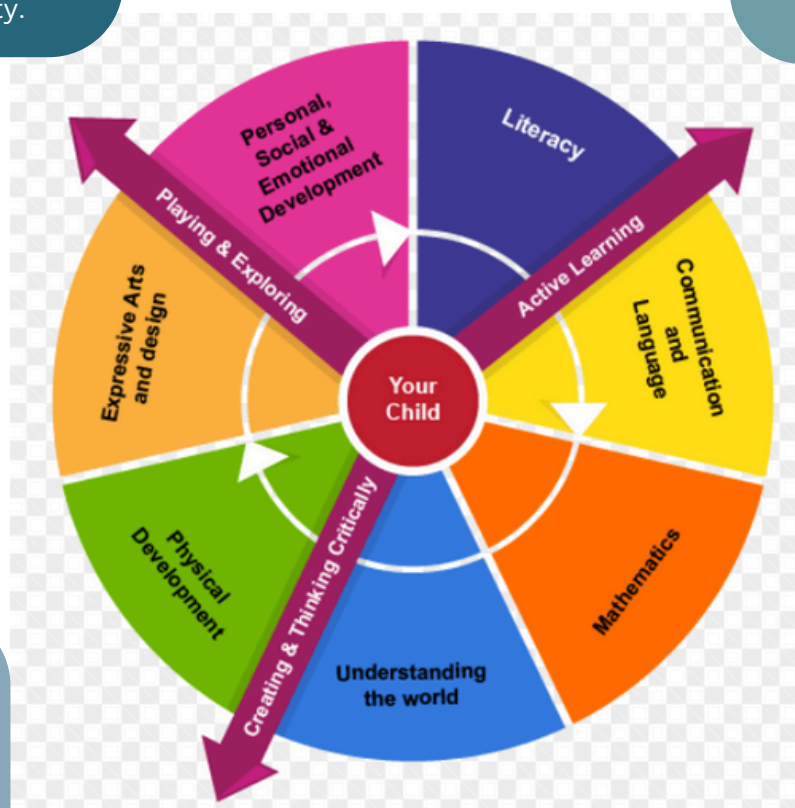 ty.
Personal,
Social &
Emotional
Development
Literacy
Playing & Exploring
Active Learning
Expressive Arts
and design
Communication
and
Language
Your
Child
Physical
Development
Creating & Thinking Critically
Mathematics
Understanding
the world